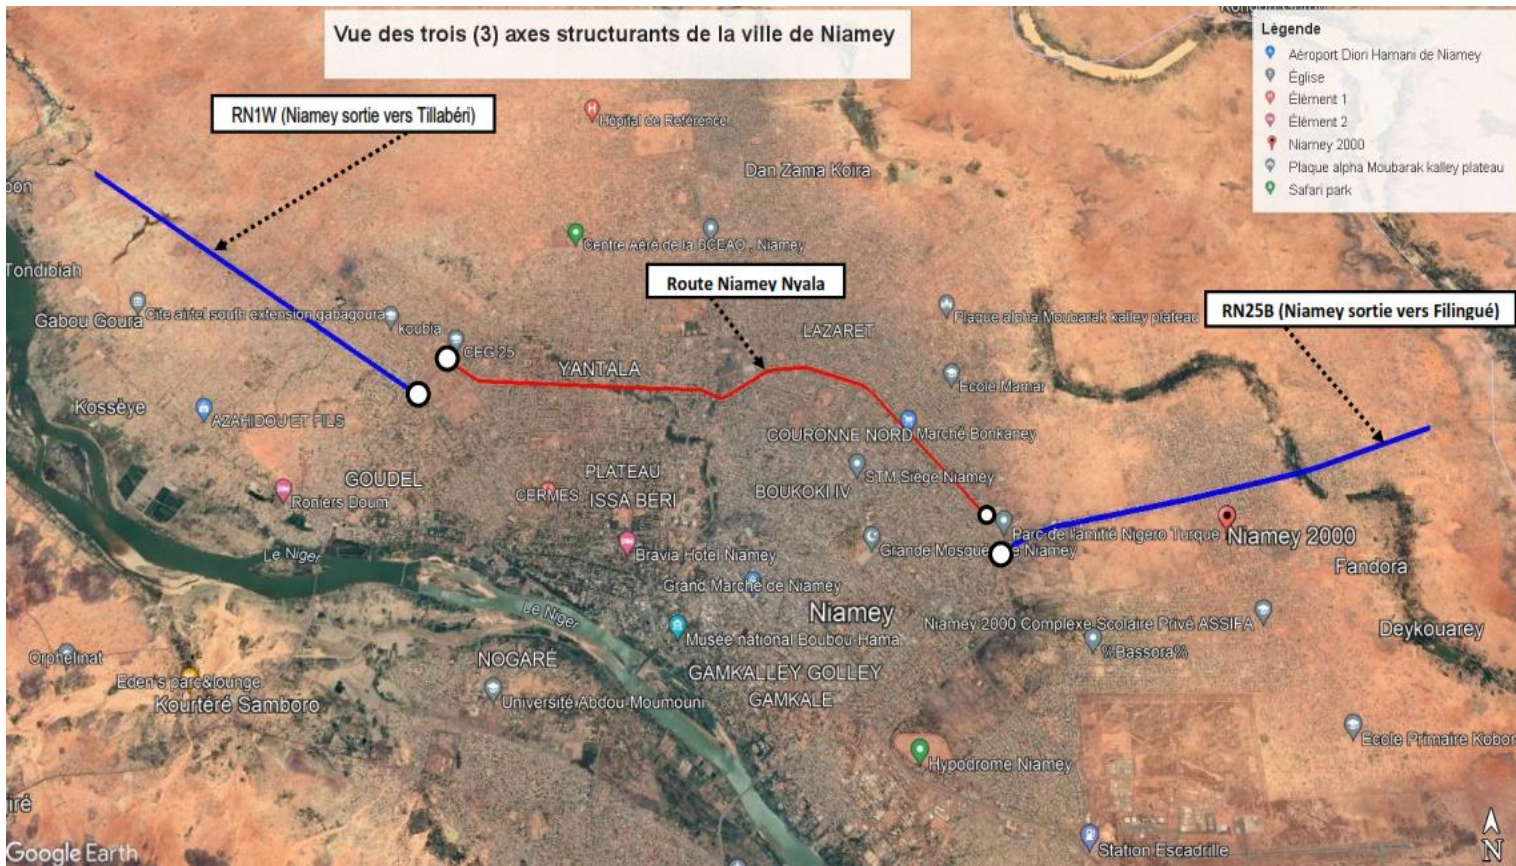 Vue des trois (3) axes structurants de la ville de Niamey
Légende
Aéroport Diori Hamani de Niamey
Église
Élément 1
Élément 2
Niamey 2000
Plaque alpha Moubarak kalley plateau
Safari park
RN1W (Niamey sortie vers Tillabéri)
Hôpital de Reférence
Dan Zama Koira
Centre Aéré de la BCEAO , Niamey
Tondibiah
Route Niamey Nyala
Gabou Goura
Cite airtel south extension gabagoura
koubia
Plaque alpha Moubarak kalley plateau
RN25B (Niamey sortie vers Filingué)
LAZARET
CEG 25
YANTALA
Ecole Mamar
Kossèye
AZAHIDOU ET FILS
COURONNE NORD
Marché Bonkaney
PLATEAU
STM Siège Niamey
GOUDEL
CERMES
ISSA BÉRI
BOUKOKI IV
Roniers Doum
Parc de l'amitié Nigero Turque
Niamey 2000
Le Niger
Bravia Hotel Niamey
Grande Mosquée de Niamey
Fandora
Grand Marché de Niamey
Le Niger
Niamey
Niamey 2000 Complexe Scolaire Privé ASSIFA
Deykouarey
Musée national Boubou-Hama
%Bassora%
Orphelinat
NOGARÉ
Eden's parc&lounge
GAMKALLEY GOLLEY
Kourtéré Samboro
Université Abdou Moumouni
GAMKALE
Ecole Primaire Kobon
Hypodrome Niamey
iré
Station Escadrille
Google Earth
N